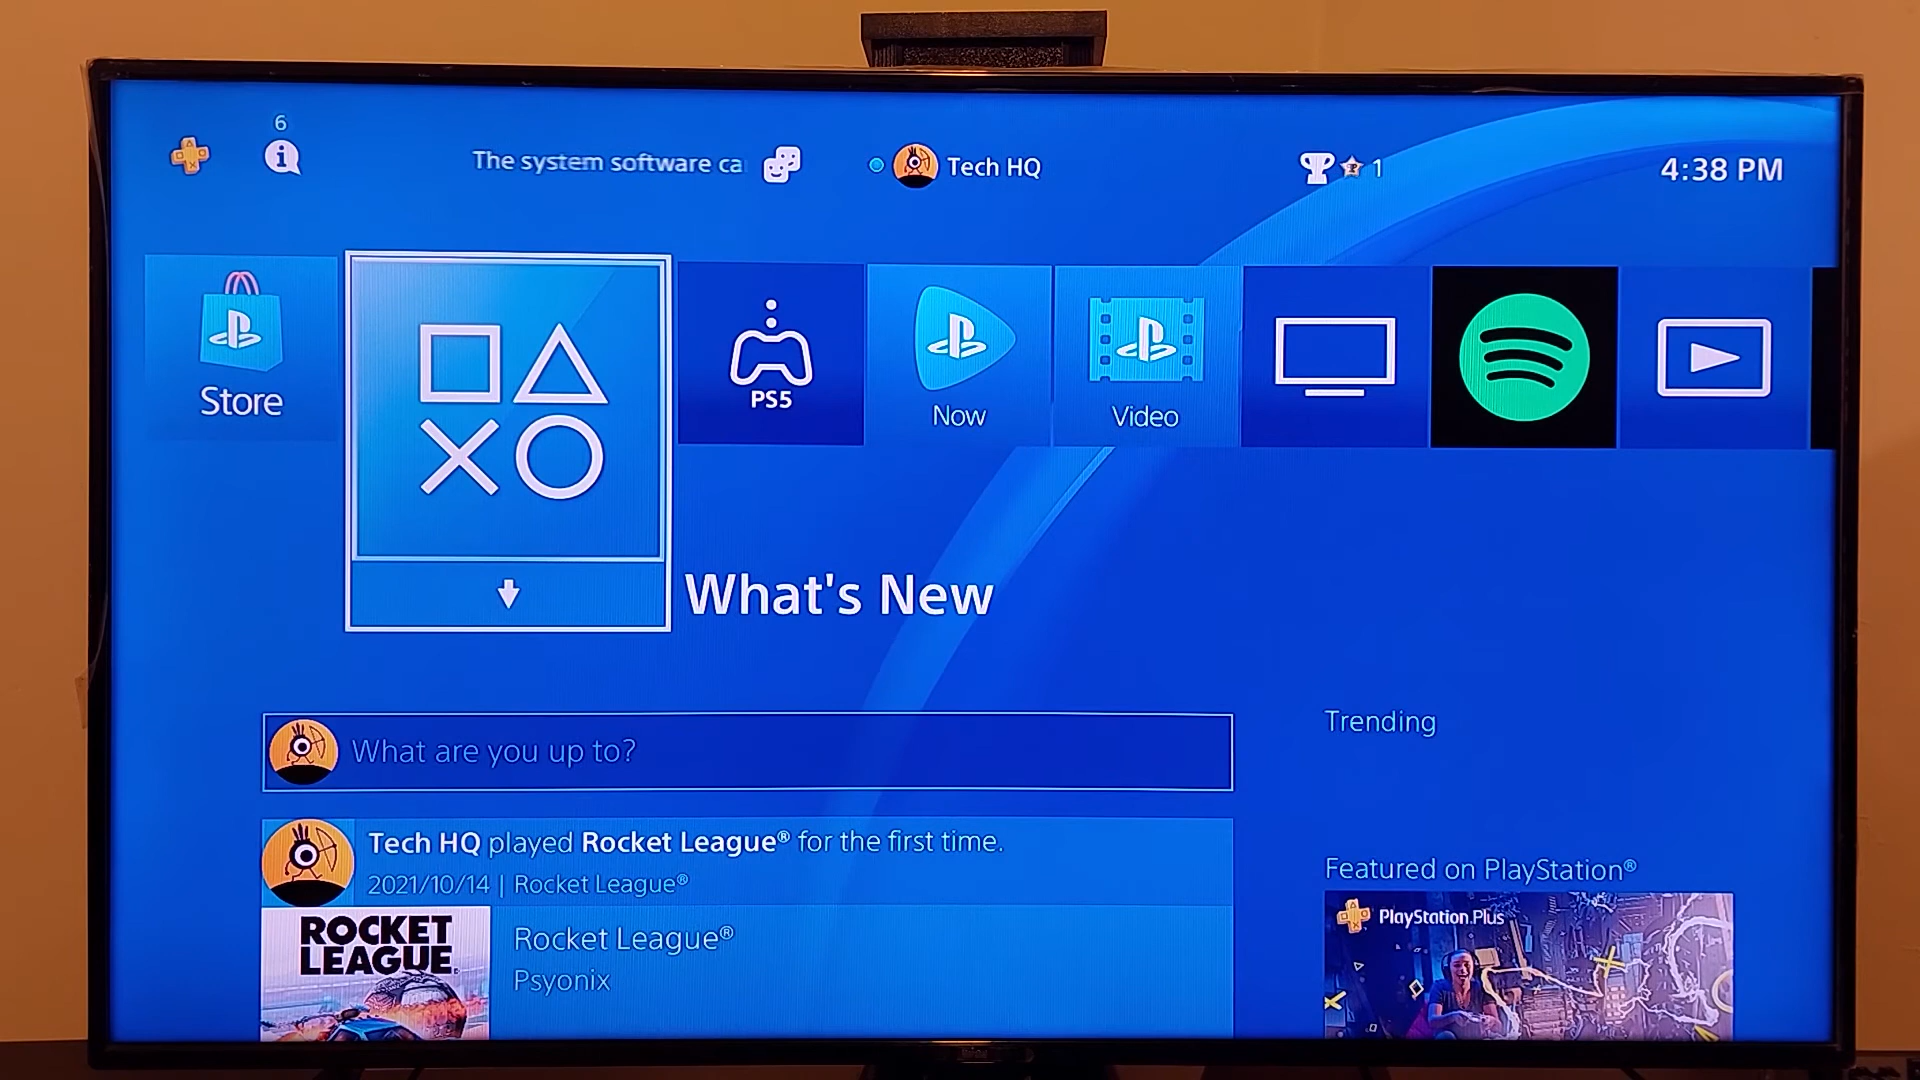 6
The system software ca
Tech HQ
1
4:38 PM
Store
PS5
Now
Video
What's New
What are you up to?
Trending
Tech HQ played Rocket League® for the first time.
2021/10/14 | Rocket League®
Featured on PlayStation®
ROCKET
LEAGUE
Rocket League®
Psyonix
PlayStation Plus